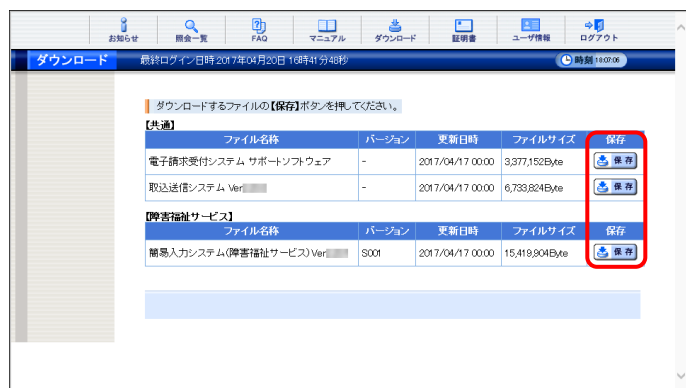 お知らせ 照会一覧 FAQ マニュアル ダウンロード 証明書 ユーザ情報 ログアウト
ダウンロード 最終ログイン日時 2017年04月20日 16時41分48秒 時刻 18:07:06
ダウンロードするファイルの【保存】ボタンを押してください。
【共通】
ファイル名称 バージョン 更新日時 ファイルサイズ 保存
電子請求受付システム サポートソフトウェア - 2017/04/17 00:00 3,377,152Byte 保存
取込送信システム Ver - 2017/04/17 00:00 6,733,824Byte 保存
【障害福祉サービス】
ファイル名称 バージョン 更新日時 ファイルサイズ 保存
簡易入力システム(障害福祉サービス) Ver S001 2017/04/17 00:00 15,419,904Byte 保存